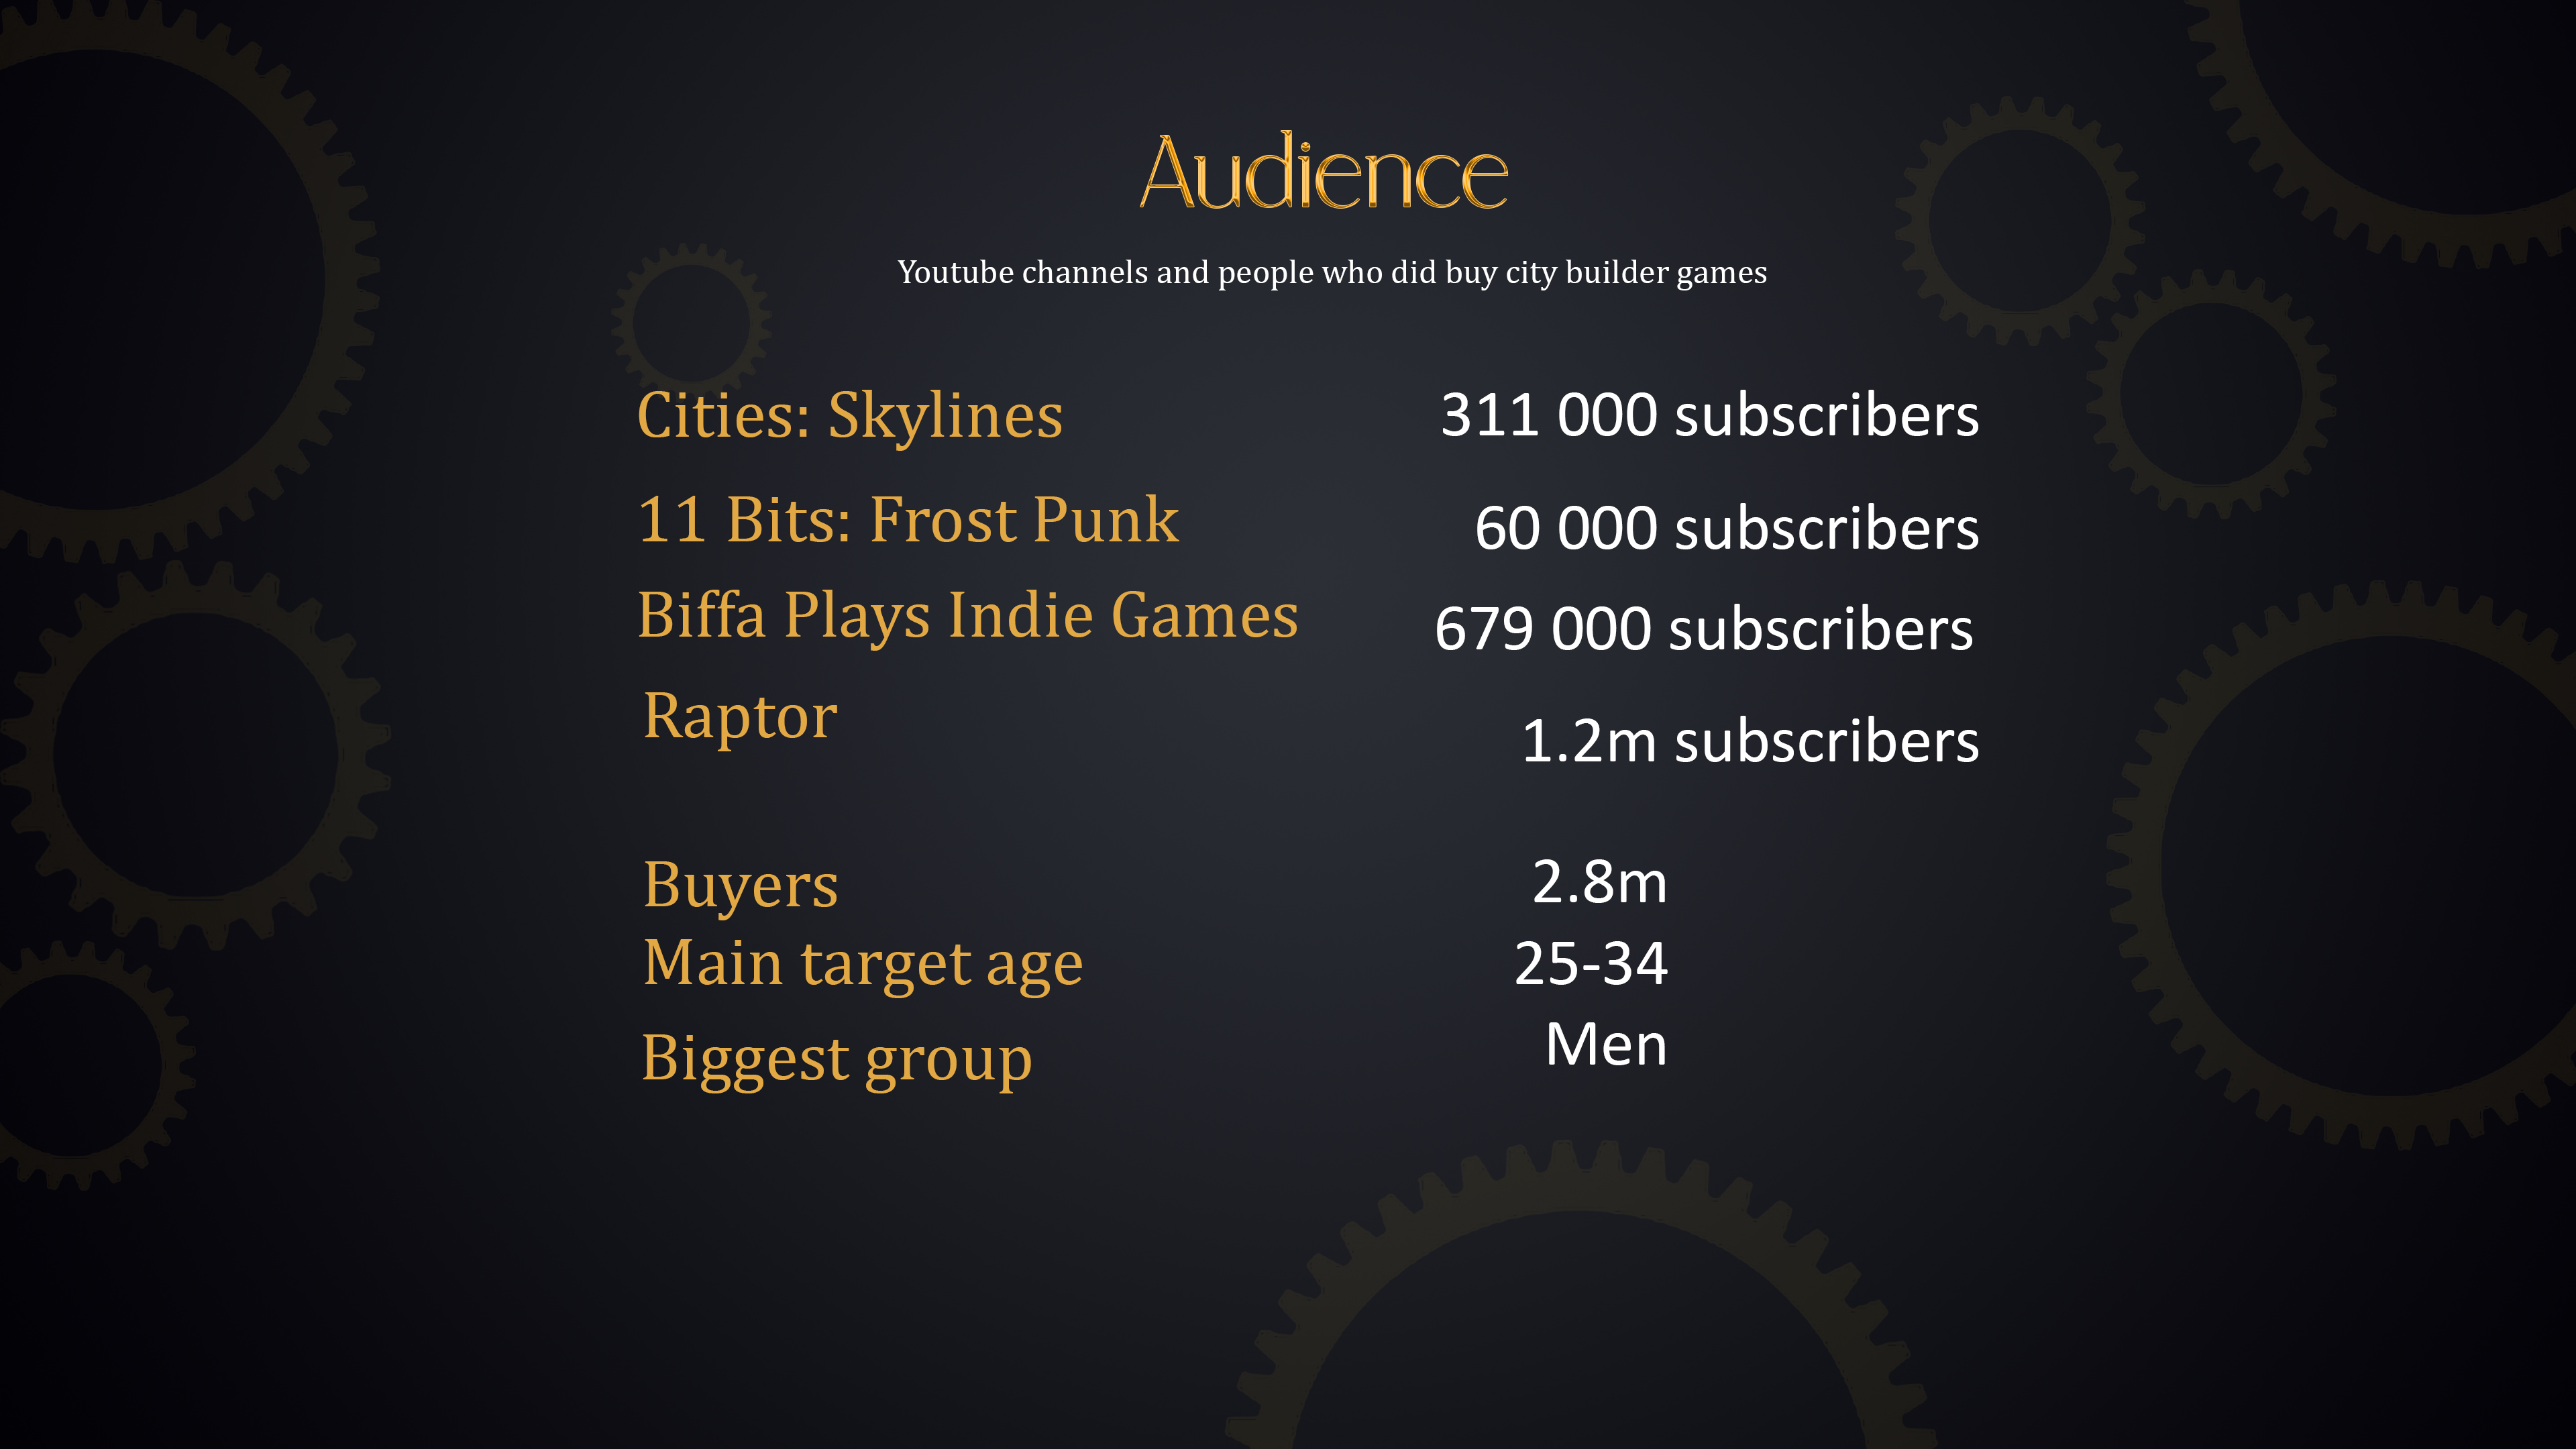 Audience
Youtube channels and people who did buy city builder games
Cities: Skylines 311 000 subscribers
11 Bits: Frost Punk 60 000 subscribers
Biffa Plays Indie Games 679 000 subscribers
Raptor 1.2m subscribers
Buyers 2.8m
Main target age 25-34
Biggest group Men